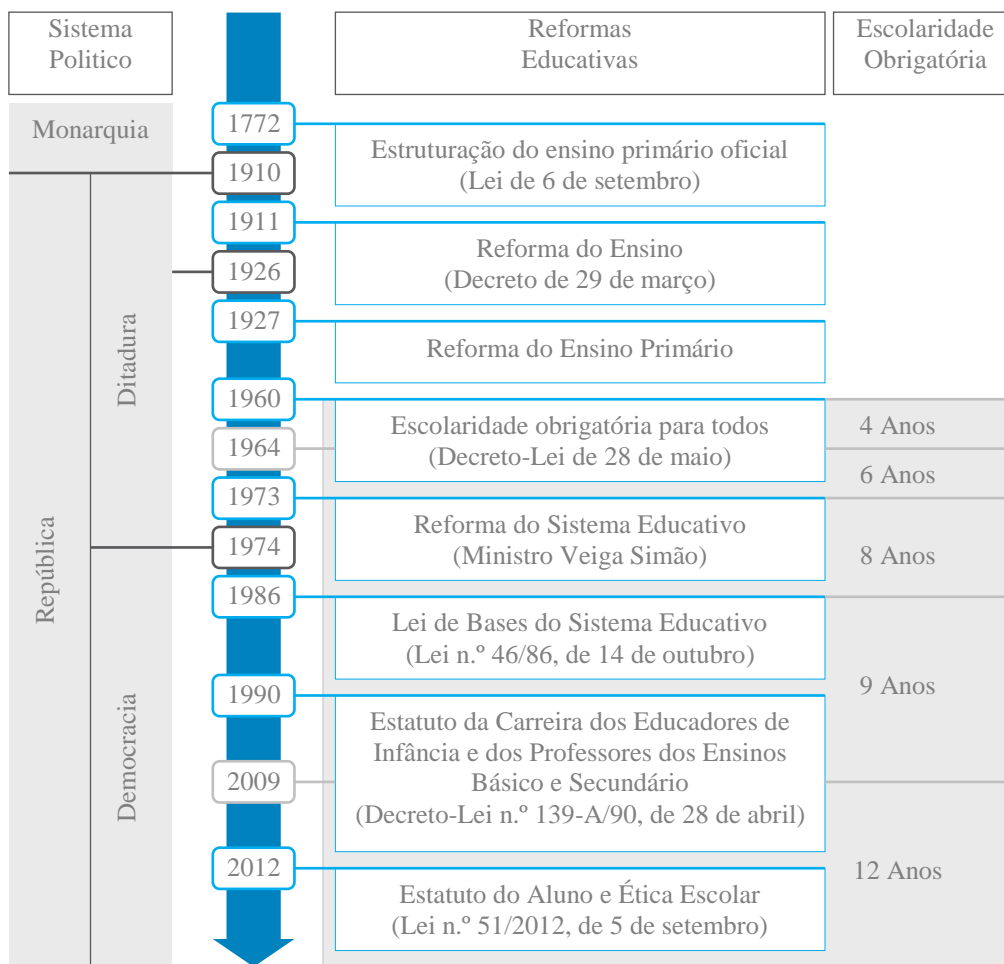 Sistema
Politico
Reformas
Educativas
Escolaridade
Obrigatória
Monarquia
República
Ditadura
Democracia
1772
Estruturação do ensino primário oficial
(Lei de 6 de setembro)
1910
1911
Reforma do Ensino
(Decreto de 29 de março)
1926
1927
Reforma do Ensino Primário
1960
Escolaridade obrigatória para todos
(Decreto-Lei de 28 de maio)
4 Anos
1964
6 Anos
1973
Reforma do Sistema Educativo
(Ministro Veiga Simão)
8 Anos
1974
1986
Lei de Bases do Sistema Educativo
(Lei n.º 46/86, de 14 de outubro)
9 Anos
1990
Estatuto da Carreira dos Educadores de
Infância e dos Professores dos Ensinos
Básico e Secundário
(Decreto-Lei n.º 139-A/90, de 28 de abril)
2009
12 Anos
2012
Estatuto do Aluno e Ética Escolar
(Lei n.º 51/2012, de 5 de setembro)